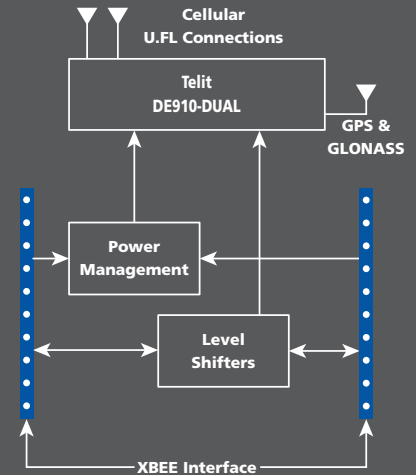 Cellular
U.FL Connections
Telit
DE910-DUAL
GPS &
GLONASS
Power
Management
Level
Shifters
XBEE Interface